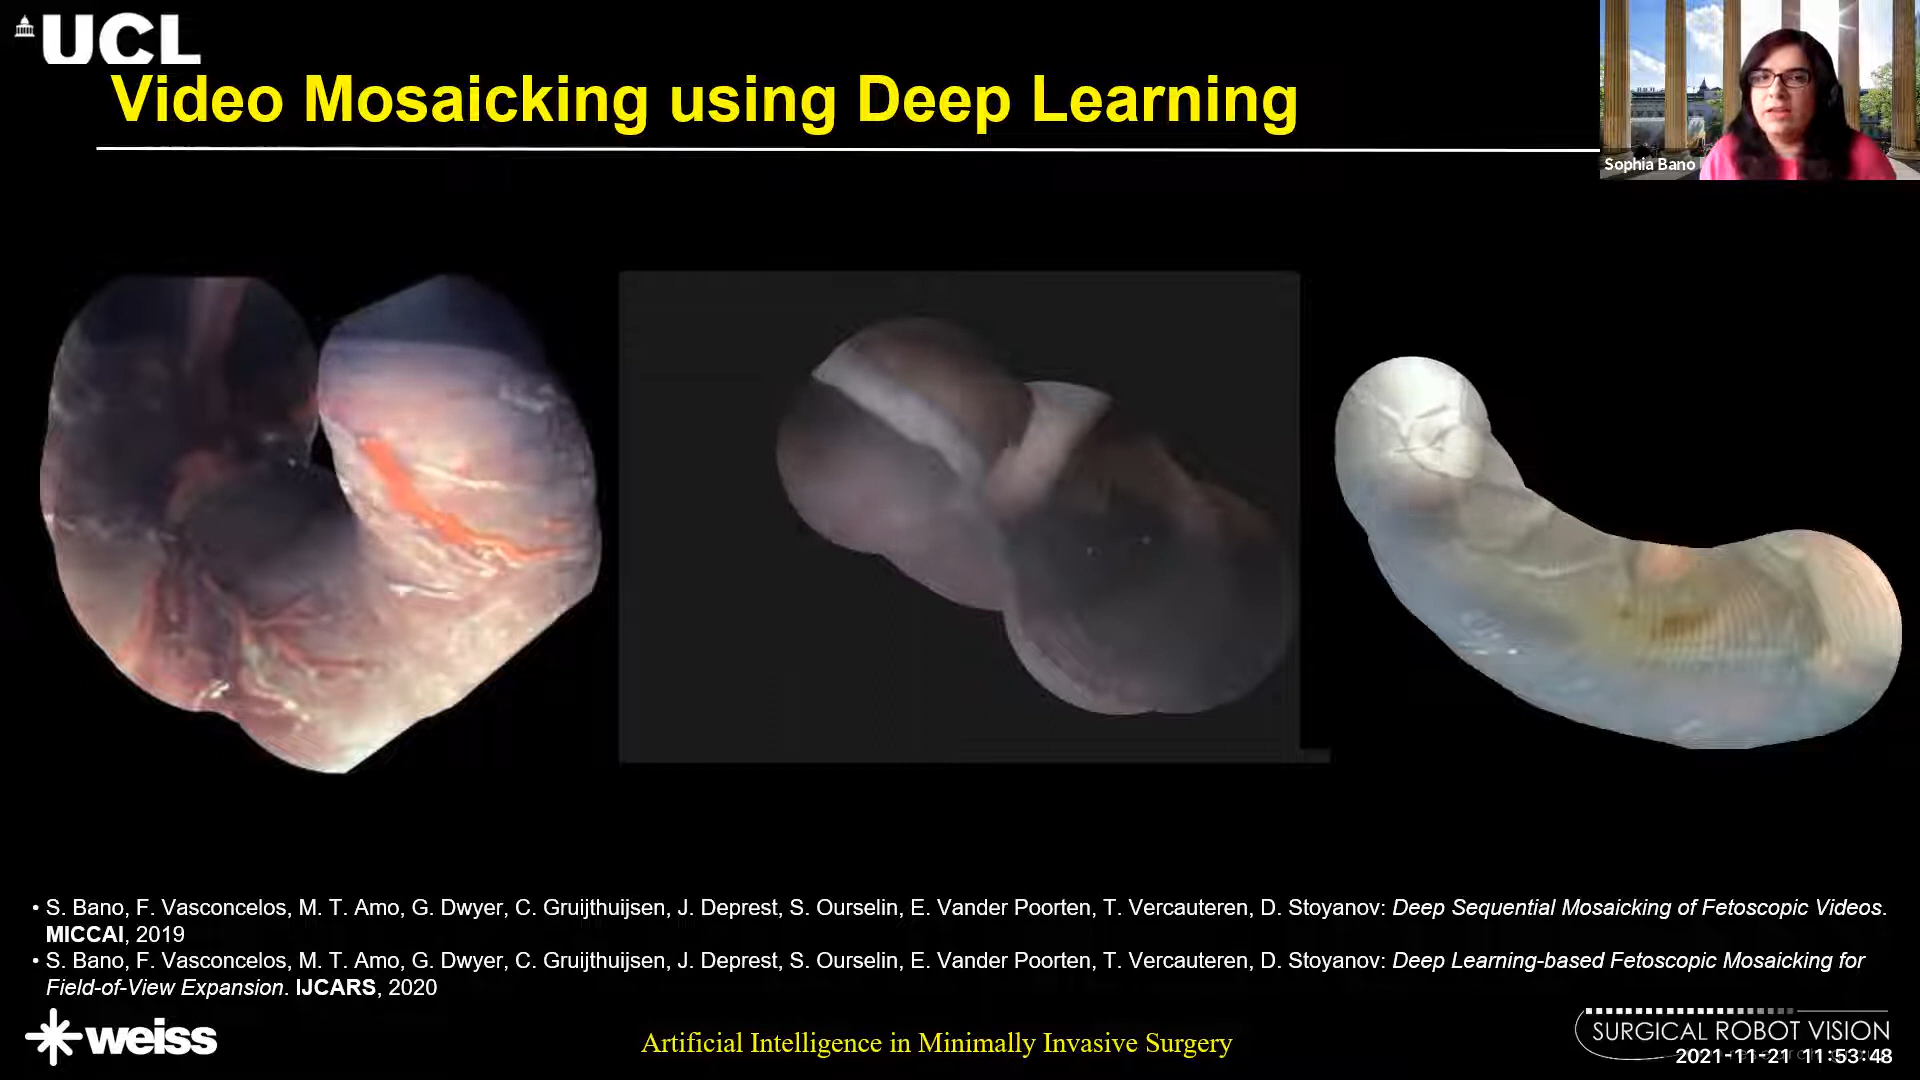 UCL
Video Mosaicking using Deep Learning
Sophia Bano
• S. Bano, F. Vasconcelos, M. T. Amo, G. Dwyer, C. Gruijthuijsen, J. Deprest, S. Ourselin, E. Vander Poorten, T. Vercauteren, D. Stoyanov: Deep Sequential Mosaicking of Fetoscopic Videos.
MICCAI, 2019
• S. Bano, F. Vasconcelos, M. T. Amo, G. Dwyer, C. Gruijthuijsen, J. Deprest, S. Ourselin, E. Vander Poorten, T. Vercauteren, D. Stoyanov: Deep Learning-based Fetoscopic Mosaicking for
Field-of-View Expansion. IJCARS, 2020
weiss
Artificial Intelligence in Minimally Invasive Surgery
SURGICAL ROBOT VISION
2021-11-21 11:53:48